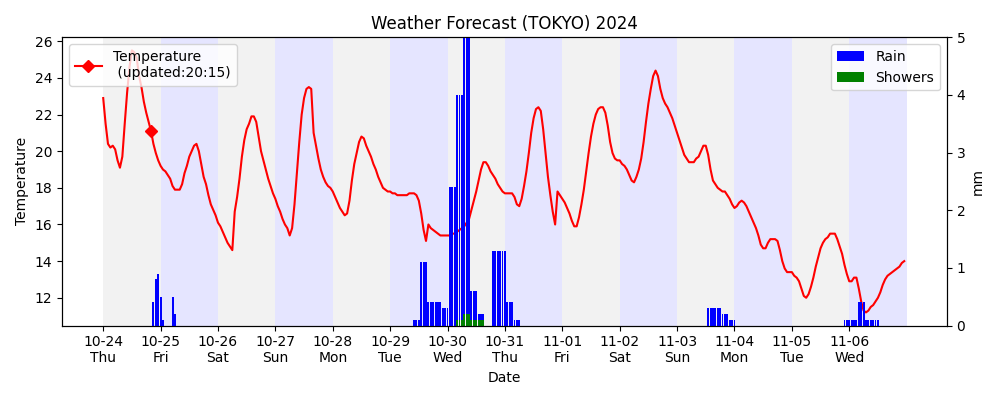 Weather Forecast (TOKYO) 2024
Temperature
(updated:20:15)
Rain
Showers
26
24
22
20
18
16
14
12
Temperature
5
4
3
2
1
0
mm
10-24 10-25 10-26 10-27 10-28 10-29 10-30 10-31 11-01 11-02 11-03 11-04 11-05 11-06
Thu Fri Sat Sun Mon Tue Wed Thu Fri Sat Sun Mon Tue Wed
Date